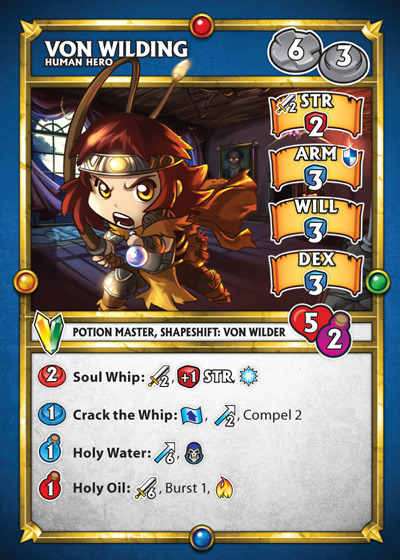 VON WILDING
HUMAN HERO
6 3
2 STR
2
ARM
3
WILL
3
DEX
3
POTION MASTER, SHAPESHIFT: VON WILDER
5
2
2 Soul Whip: 2, +1 STR,
1 Crack the Whip: , 2, Compel 2
1 Holy Water: 6,
1 Holy Oil: 6, Burst 1,